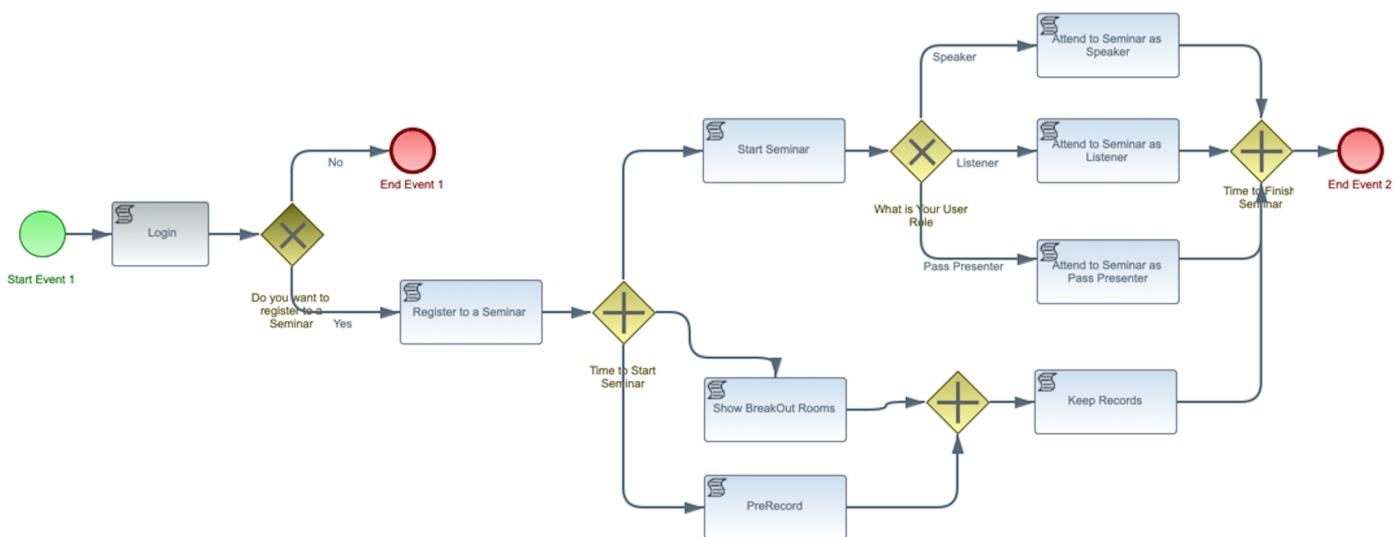 Attend to Seminar as
Speaker
Speaker
No
End Event 1
Start Seminar
Listener
Attend to Seminar as
Listener
Time to Finish
Seminar
End Event 2
What is Your User
Role
Login
Start Event 1
Pass Presenter
Attend to Seminar as
Pass Presenter
Do you want to
register to a
Seminar
Yes
Register to a Seminar
Time to Start
Seminar
Show BreakOut Rooms
Keep Records
PreRecord